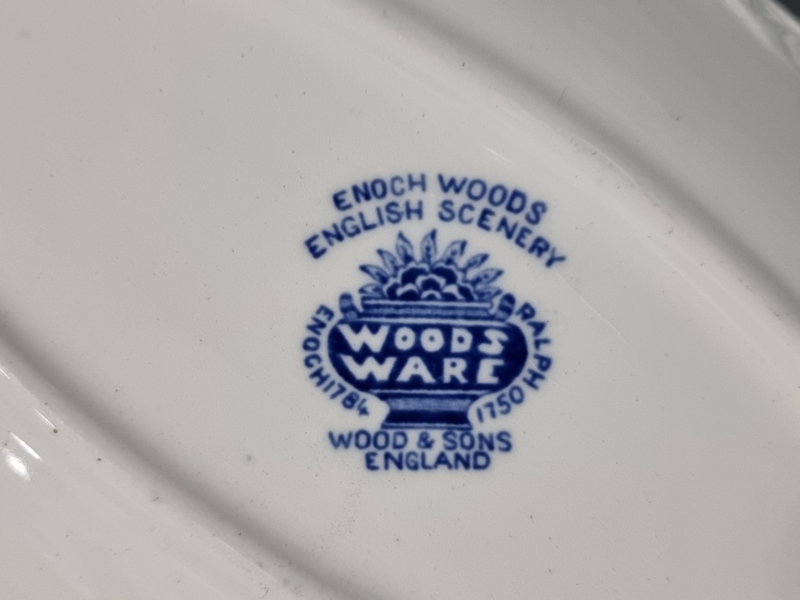 ENOCH WOODS
ENGLISH SCENERY
WOODS
WARE
ENOCH 1784
RALPH 1750
WOOD & SONS
ENGLAND